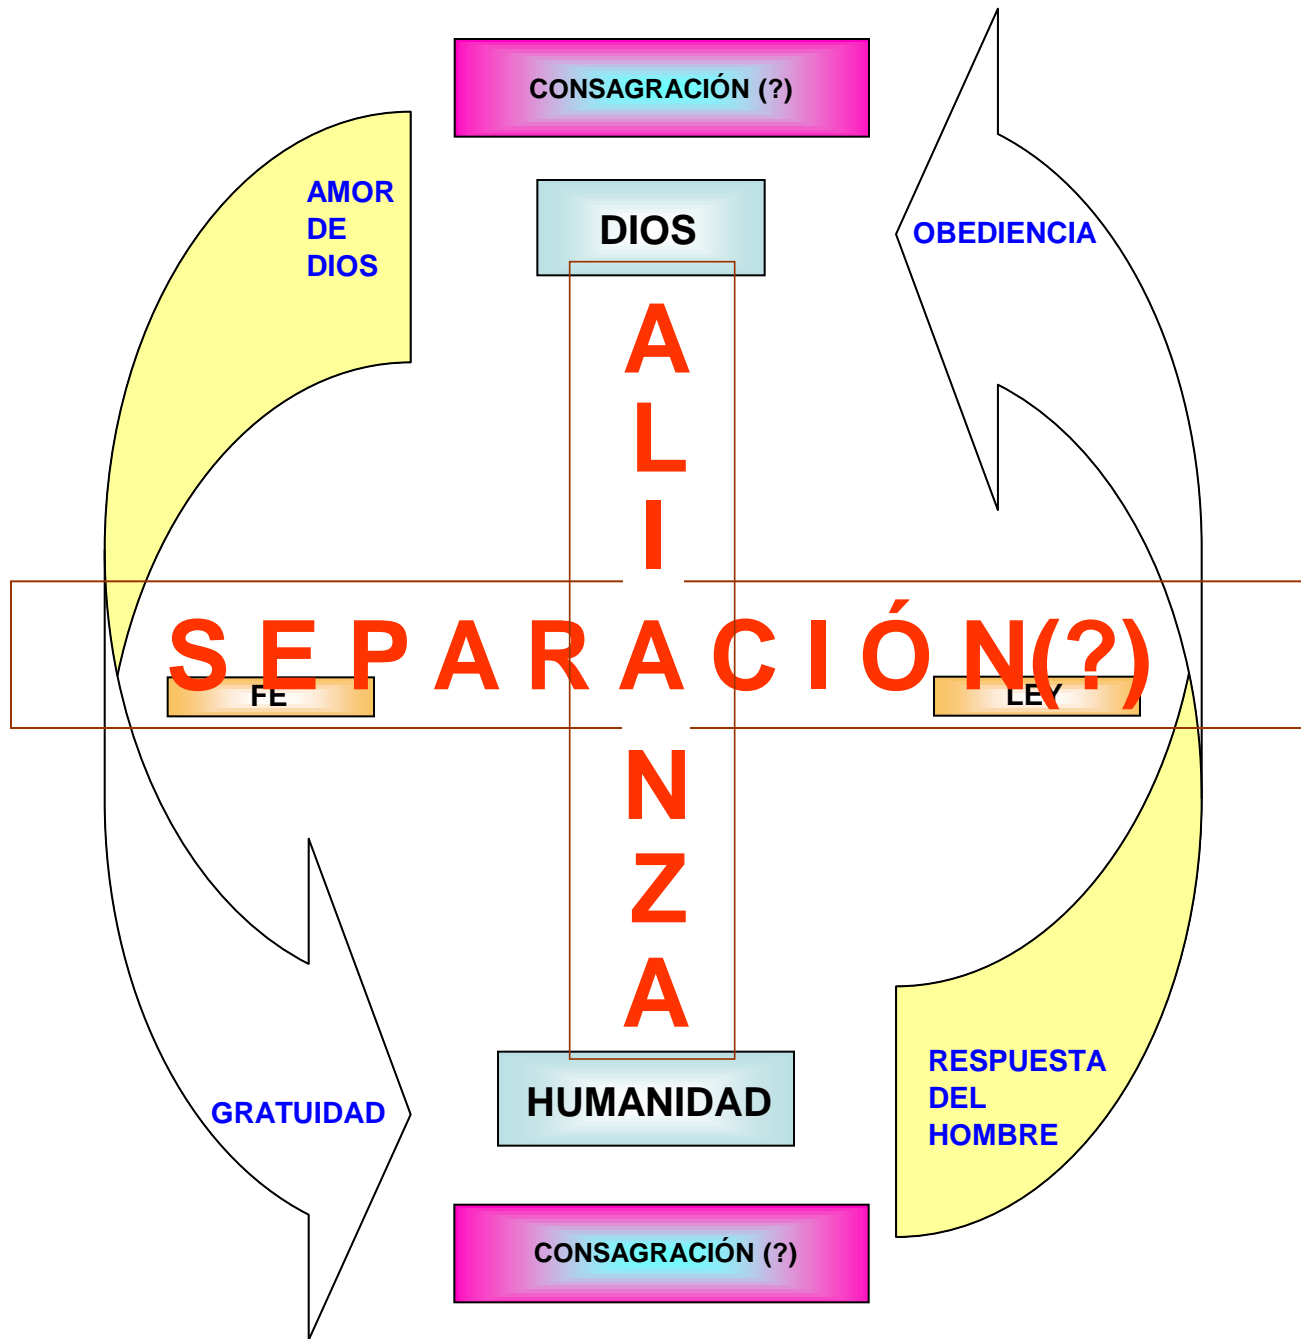 CONSAGRACIÓN (?)
AMOR
DE
DIOS
DIOS
OBEDIENCIA
A
L
I
S E P A R A C I Ó N(?)
FE
LEY
N
Z
A
RESPUESTA
DEL
HOMBRE
HUMANIDAD
GRATUIDAD
CONSAGRACIÓN (?)